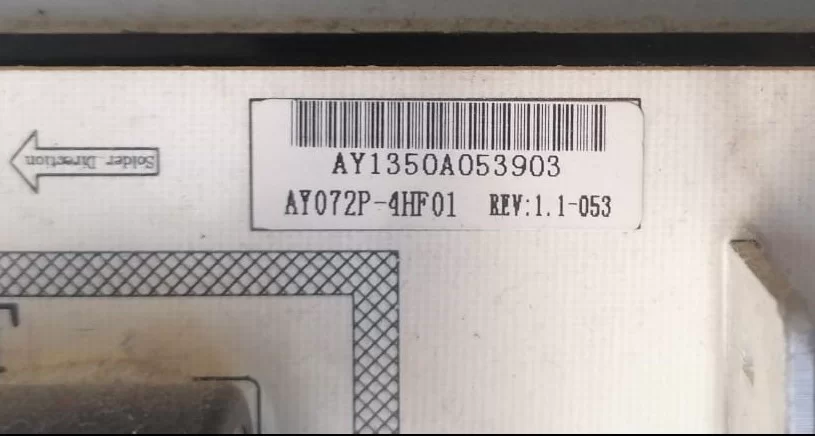 AY1350A053903
AY072P-4HF01 REV:1.1-053
Solder Direction